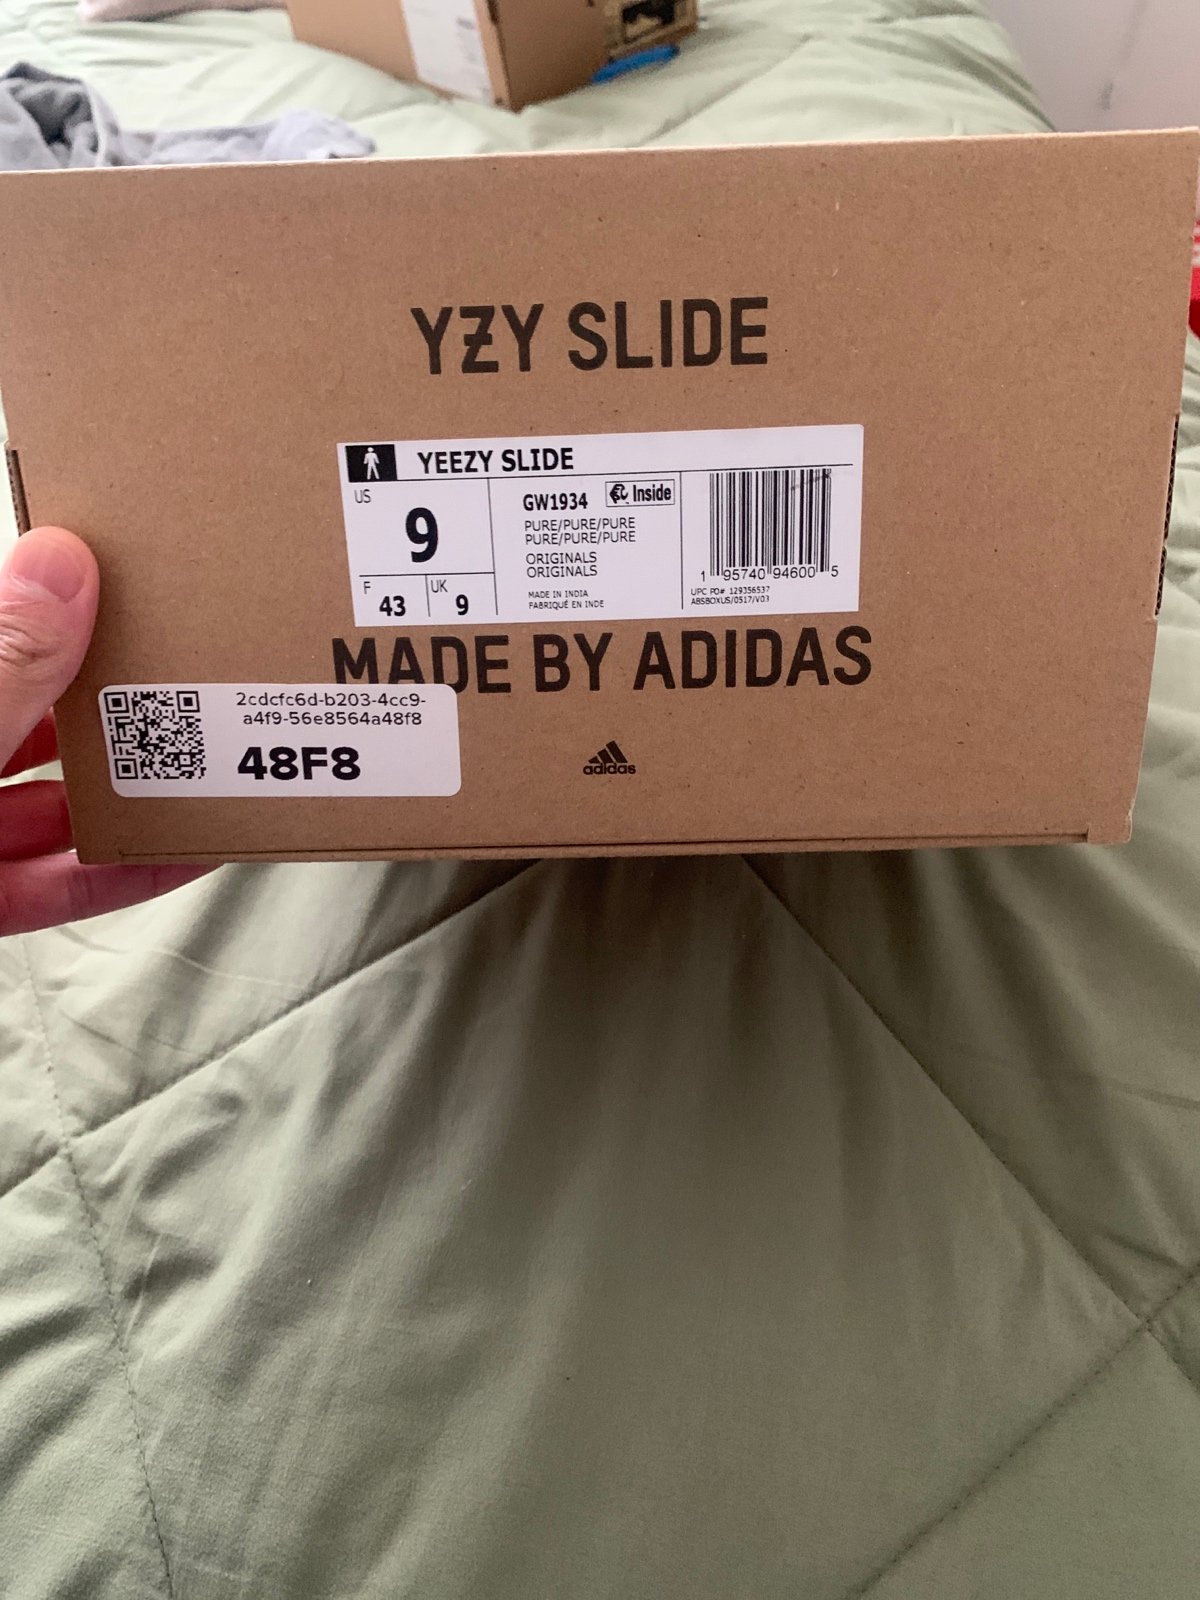 YZY SLIDE
YEEZY SLIDE
US
9
F
43
UK
9
GW1934
Inside
PURE/PURE/PURE
PURE/PURE/PURE
ORIGINALS
ORIGINALS
MADE IN INDIA
FABRIQUÉ EN INDE
1 95740 94600 5
UPC PO# 129356537
ABSBOXUS/0517/V03
MADE BY ADIDAS
2cdcfc6d-b203-4cc9-
a4f9-56e8564a48f8
48F8
adidas